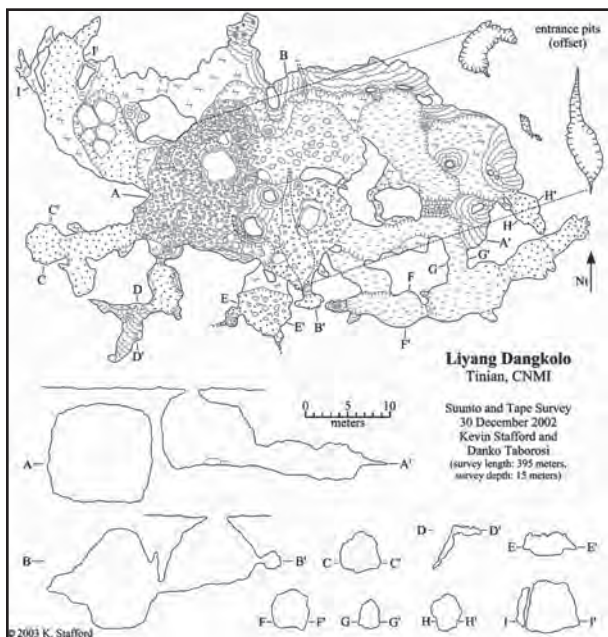 entrance pits
(offset)
I'
I
B
A
C'
C
D
D'
E
E'
B'
F
F'
G
G'
H
H'
A'
Nt
Liyang Dangkolo
Tinian, CNMI
Suunto and Tape Survey
30 December 2002
Kevin Stafford and
Danko Taborosi
(survey length: 395 meters,
survey depth: 15 meters)
0 5 10
meters
A A'
B B'
C C'
D D'
E E'
F F'
G G'
H H'
I I'
©2003 K. Stafford